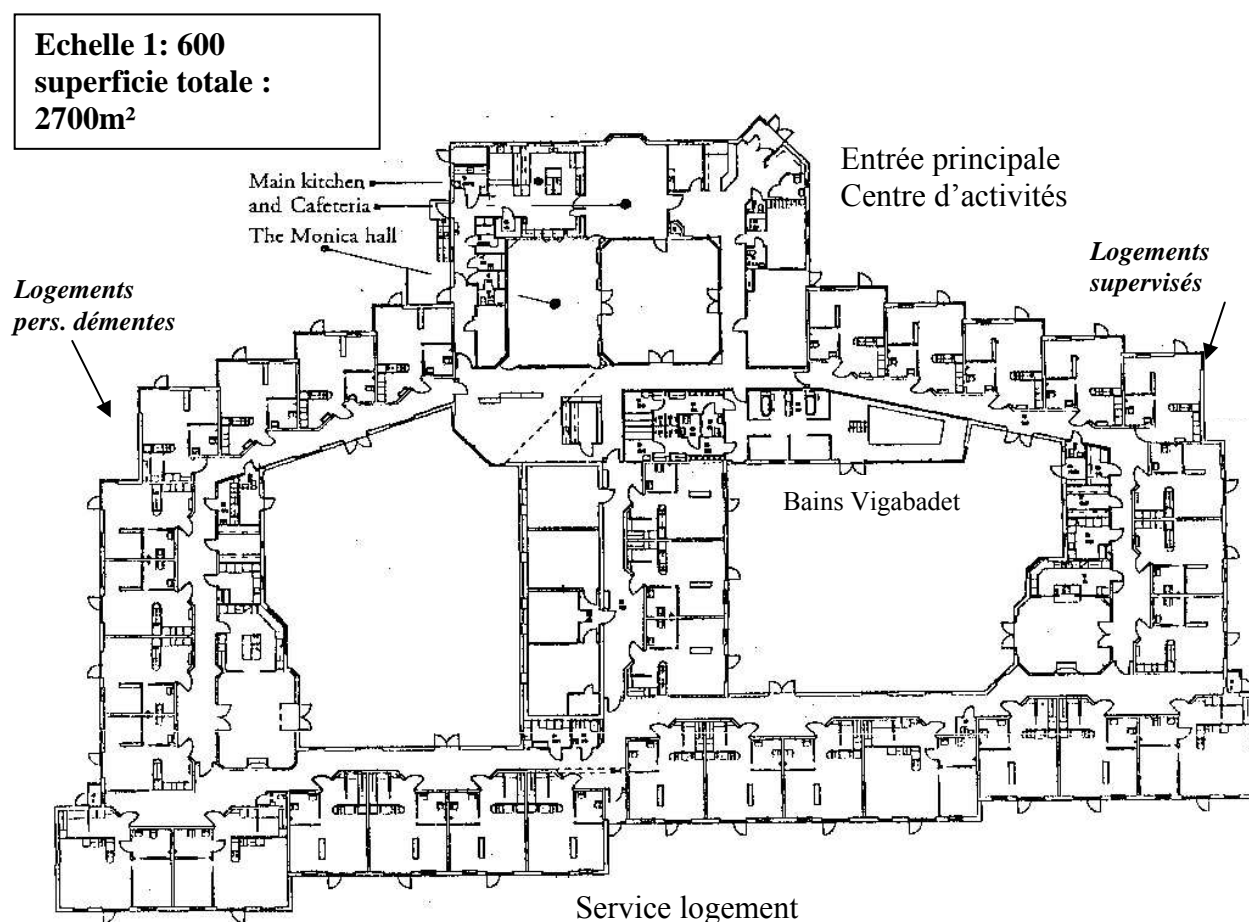 Echelle 1: 600
superficie totale :
2700m²
Main kitchen
and Cafeteria
The Monica hall
Entrée principale
Centre d'activités
Logements
pers. démentes
Logements
supervisés
Bains Vigabadet
Service logement